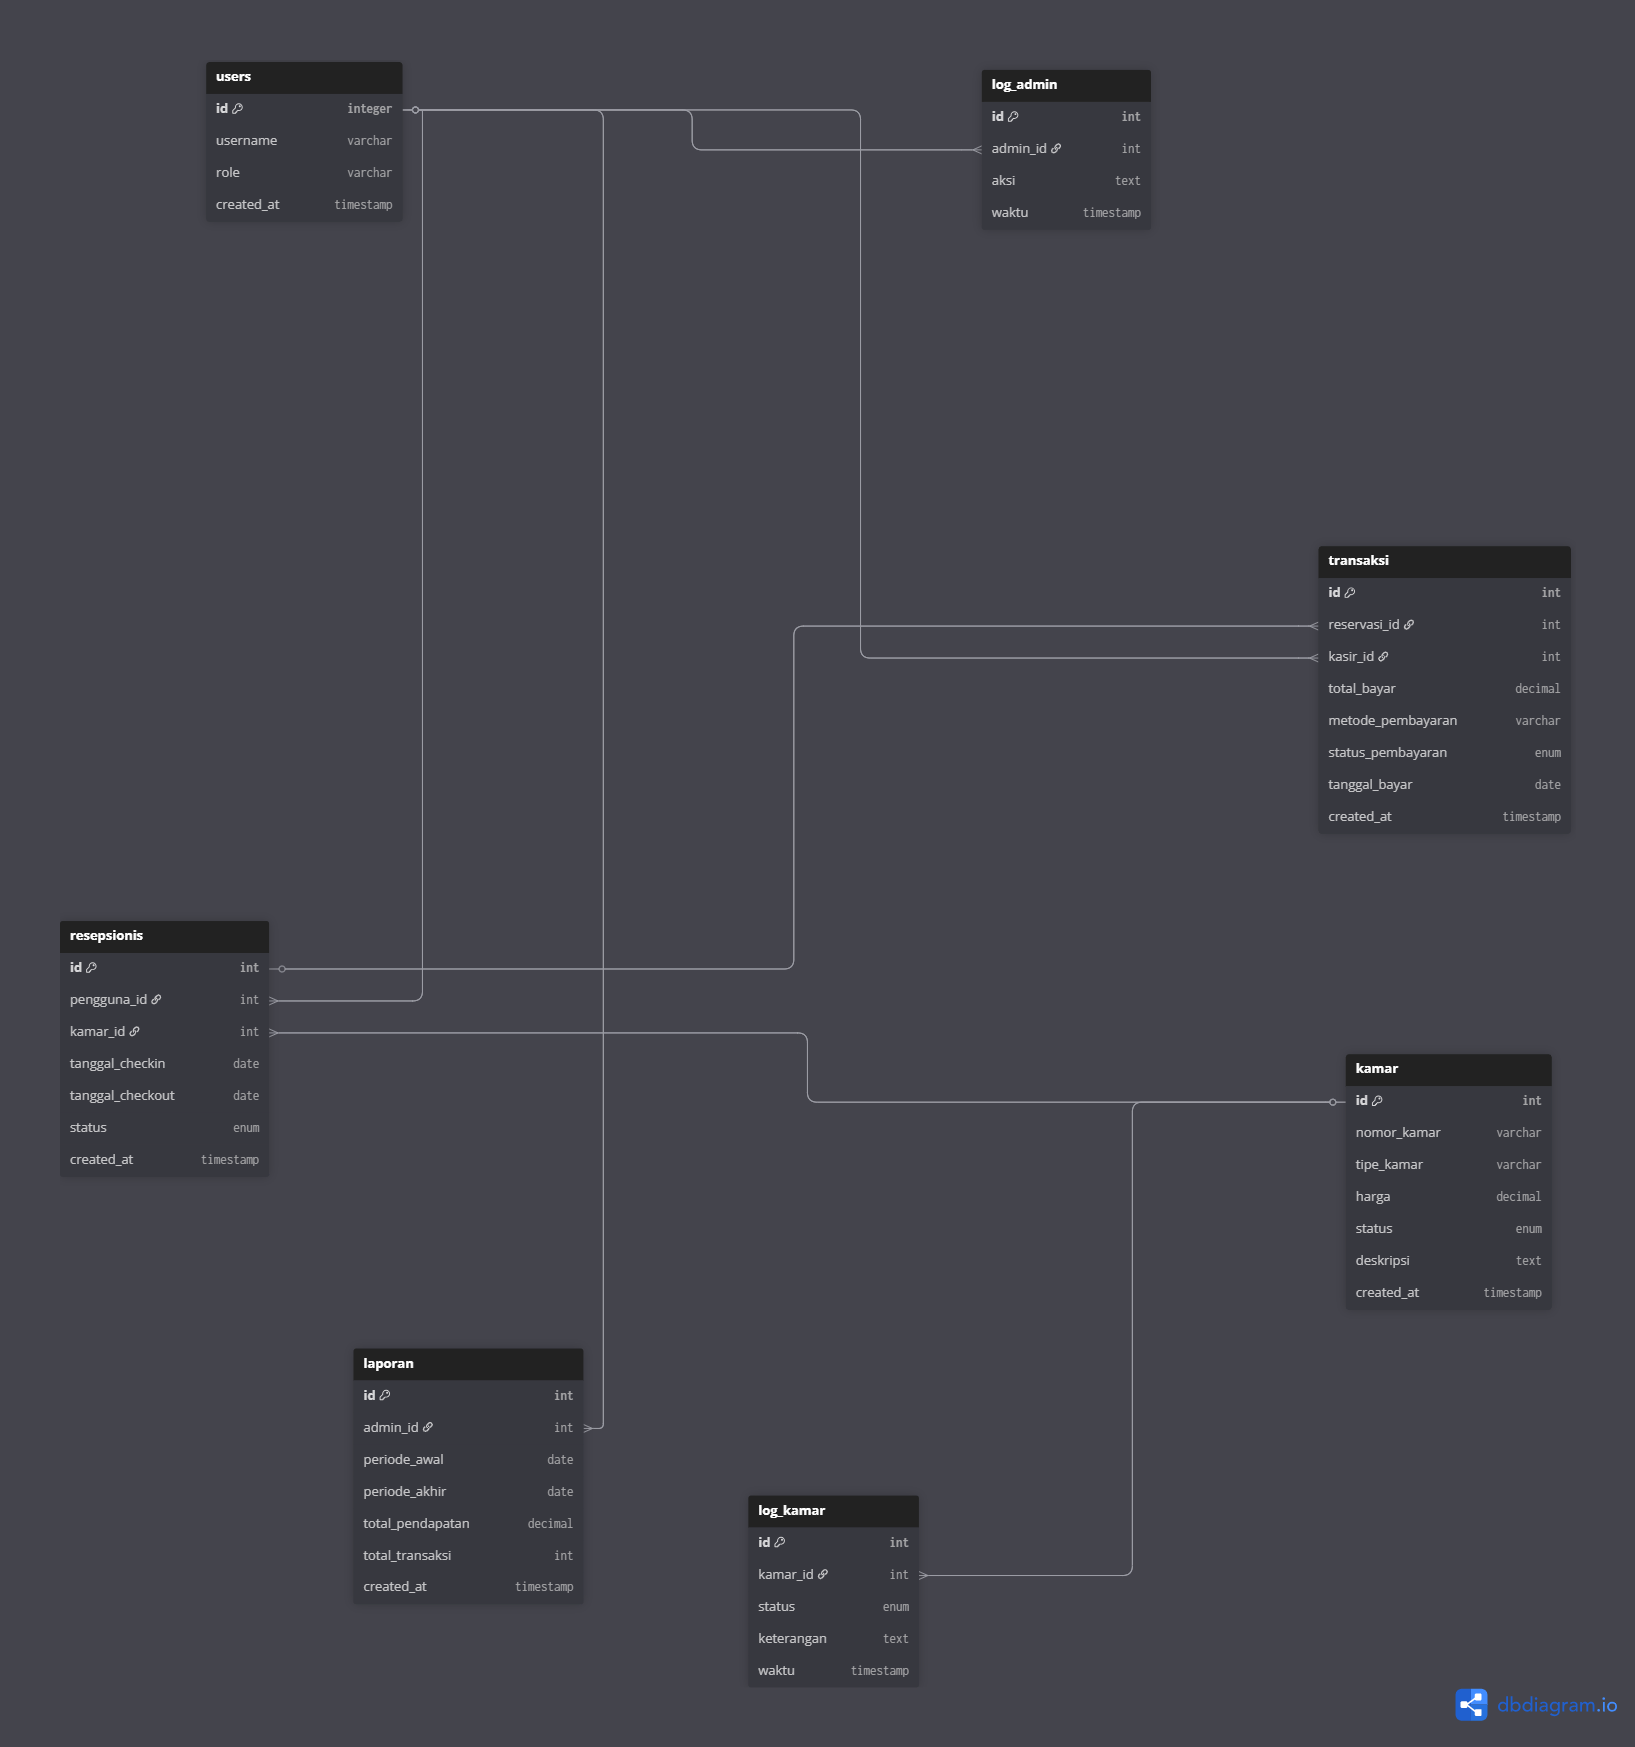 users
id integer
username varchar
role varchar
created_at timestamp
log_admin
id int
admin_id int
aksi text
waktu timestamp
transaksi
id int
reservasi_id int
kasir_id int
total_bayar decimal
metode_pembayaran varchar
status_pembayaran enum
tanggal_bayar date
created_at timestamp
resepsionis
id int
pengguna_id int
kamar_id int
tanggal_checkin date
tanggal_checkout date
status enum
created_at timestamp
kamar
id int
nomor_kamar varchar
tipe_kamar varchar
harga decimal
status enum
deskripsi text
created_at timestamp
laporan
id int
admin_id int
periode_awal date
periode_akhir date
total_pendapatan decimal
total_transaksi int
created_at timestamp
log_kamar
id int
kamar_id int
status enum
keterangan text
waktu timestamp
dbdiagram.io